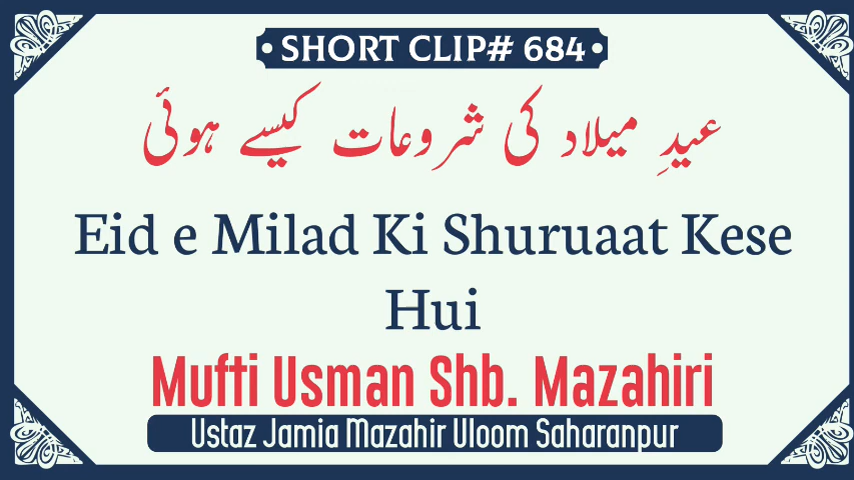 • SHORT CLIP# 684 •
عیدِ میلاد کی شروعات کیسے ہوئی
Eid e Milad Ki Shuruaat Kese
Hui
Mufti Usman Shb. Mazahiri
Ustaz Jamia Mazahir Uloom Saharanpur